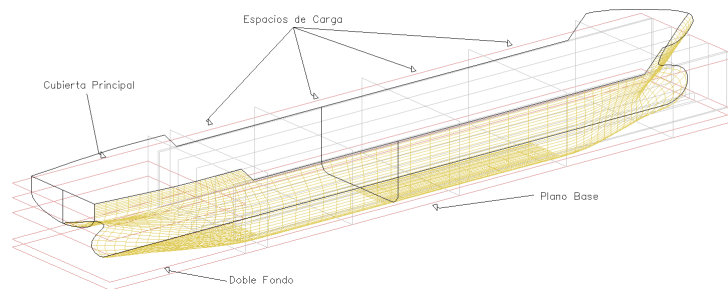 Espacios de Carga
Cubierta Principal
Plano Base
Doble Fondo